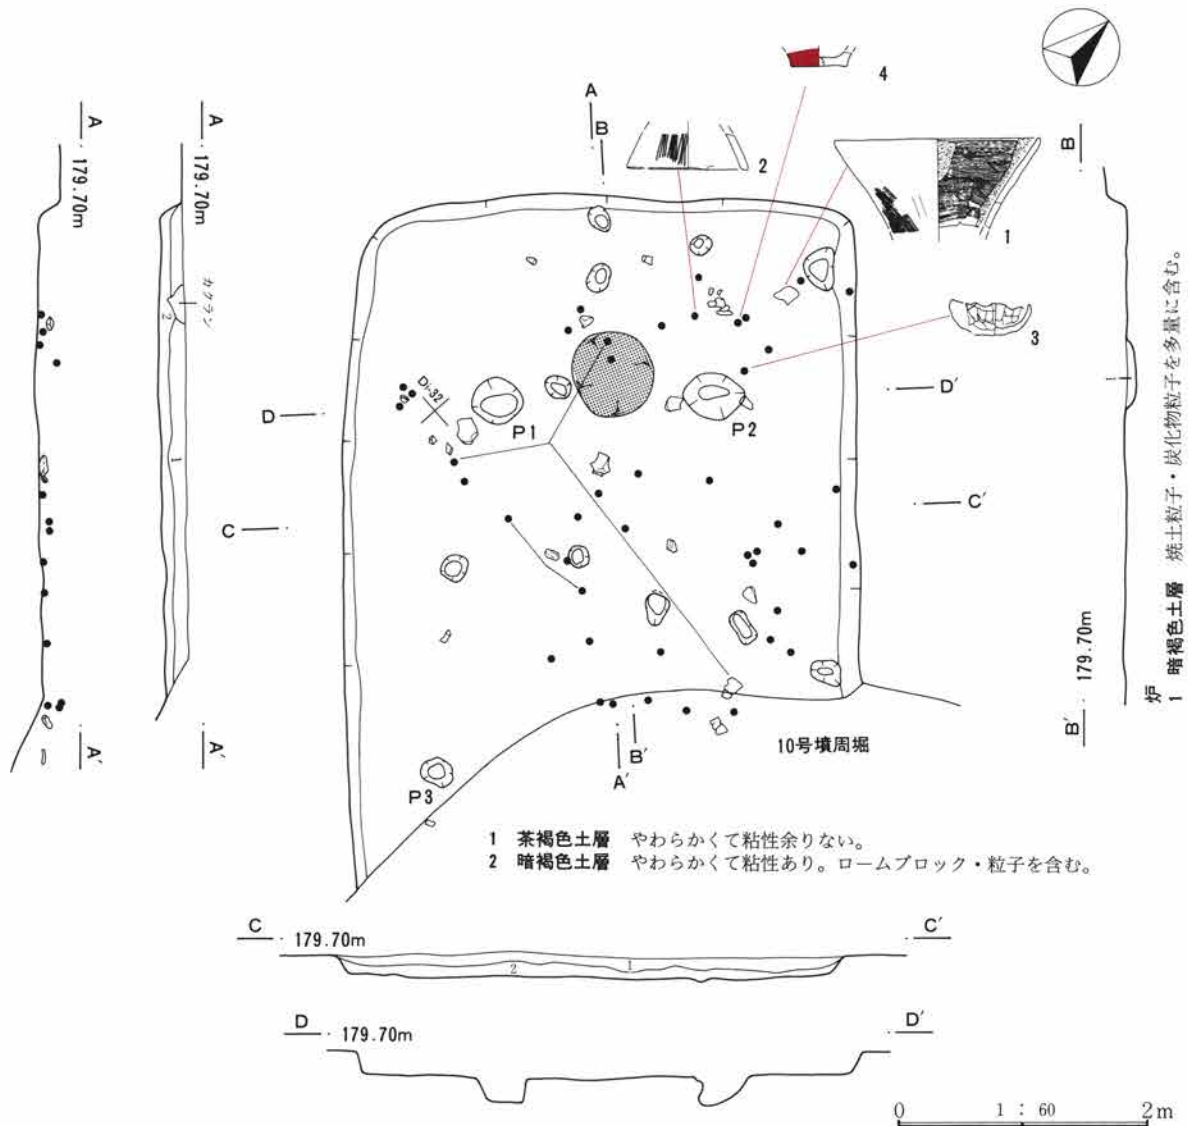 4
A
B
2
1
3
A
179.70m
A
179.70m
カクラン
2
1
A′
A′
B
179.70m
B′
Di-32
D
P1
P2
D′
C
C′
B′
A′
10号墳周堀
P3
炉
1 暗褐色土層 焼土粒子・炭化物粒子を多量に含む。
1 茶褐色土層 やわらかくて粘性余りない。
2 暗褐色土層 やわらかくて粘性あり。ロームブロック・粒子を含む。
C 179.70m C′
2 1
D 179.70m D′
0 1 : 60 2m